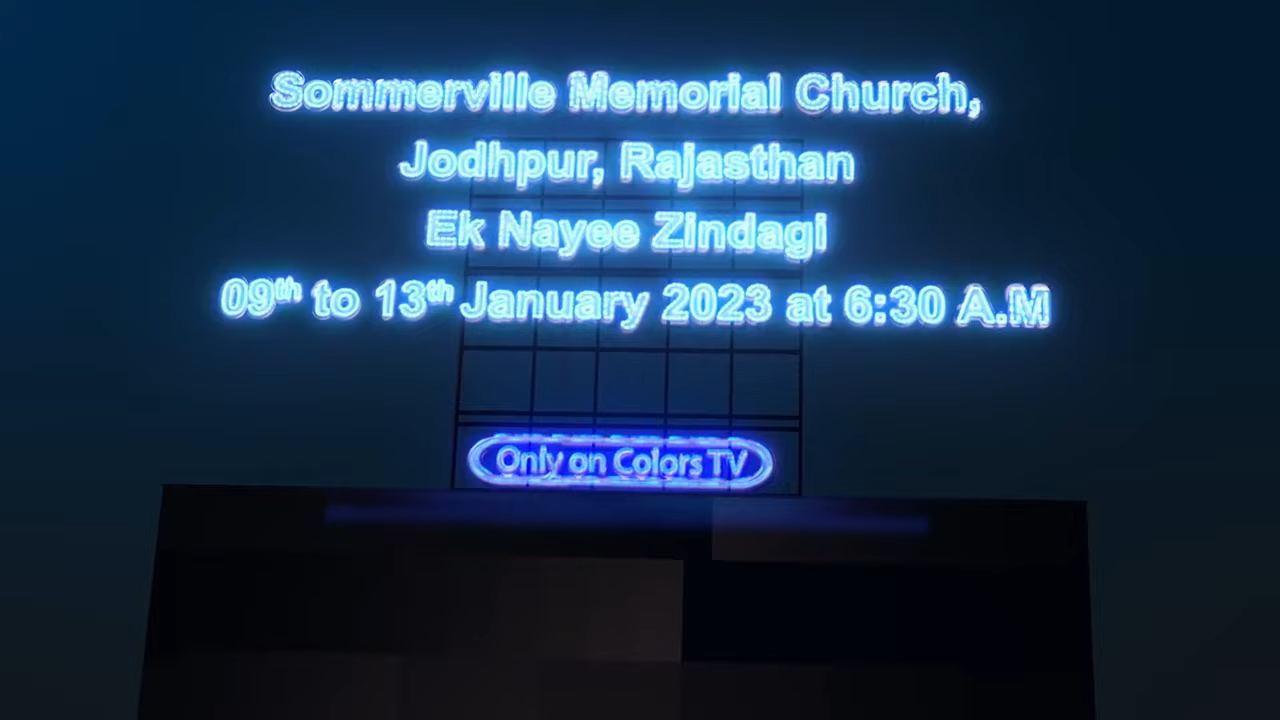 Sommerville Memorial Church,
Jodhpur, Rajasthan
Ek Nayee Zindagi
09th to 13th January 2023 at 6:30 A.M
Only on Colors TV